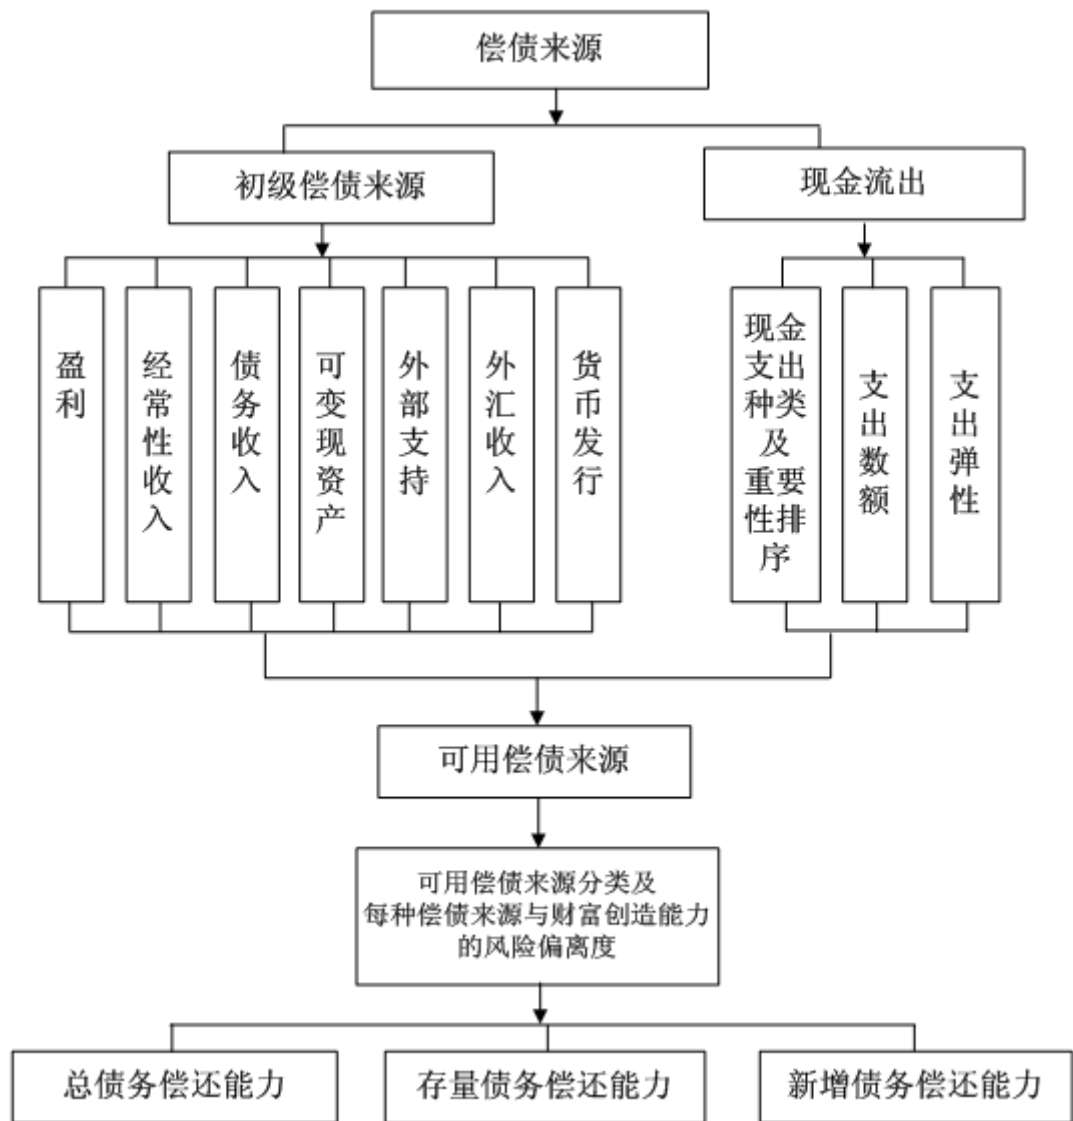 偿债来源
初级偿债来源
现金流出
盈利
经常性收入
债务收入
可变现资产
外部支持
外汇收入
货币发行
现金
支出
种类
及
重要
性排
序
支出数额
支出弹性
可用偿债来源
可用偿债来源分类及
每种偿债来源与财富创造能力
的风险偏离度
总债务偿还能力
存量债务偿还能力
新增债务偿还能力